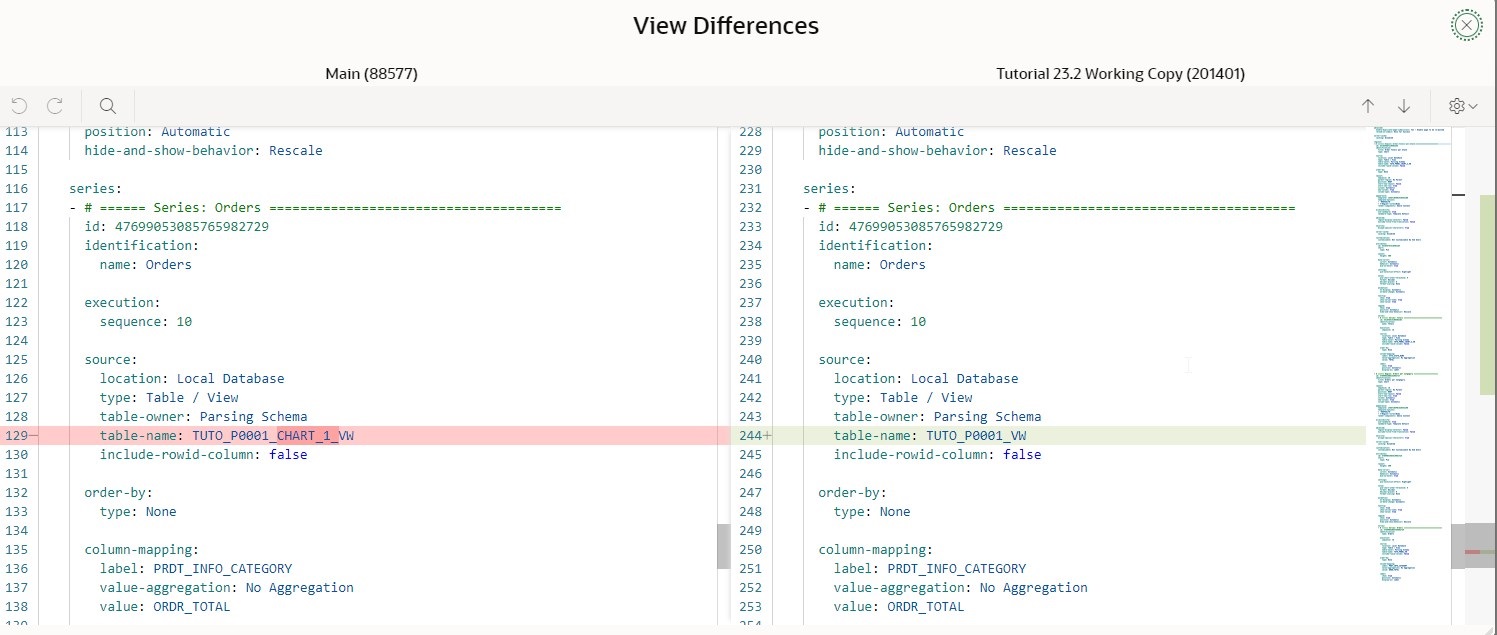 View Differences
Main (88577)
Tutorial 23.2 Working Copy (201401)
113 position: Automatic
114 hide-and-show-behavior: Rescale
115
116 series:
117 - # ====== Series: Orders ======================================
118 id: 47699053085765982729
119 identification:
120 name: Orders
121
122 execution:
123 sequence: 10
124
125 source:
126 location: Local Database
127 type: Table / View
128 table-owner: Parsing Schema
129— table-name: TUTO_P0001_CHART_1_VW
130 include-rowid-column: false
131
132 order-by:
133 type: None
134
135 column-mapping:
136 label: PRDT_INFO_CATEGORY
137 value-aggregation: No Aggregation
138 value: ORDR_TOTAL
139
228 position: Automatic
229 hide-and-show-behavior: Rescale
230
231 series:
232 - # ====== Series: Orders ======================================
233 id: 47699053085765982729
234 identification:
235 name: Orders
236
237 execution:
238 sequence: 10
239
240 source:
241 location: Local Database
242 type: Table / View
243 table-owner: Parsing Schema
244+ table-name: TUTO_P0001_VW
245 include-rowid-column: false
246
247 order-by:
248 type: None
249
250 column-mapping:
251 label: PRDT_INFO_CATEGORY
252 value-aggregation: No Aggregation
253 value: ORDR_TOTAL
254